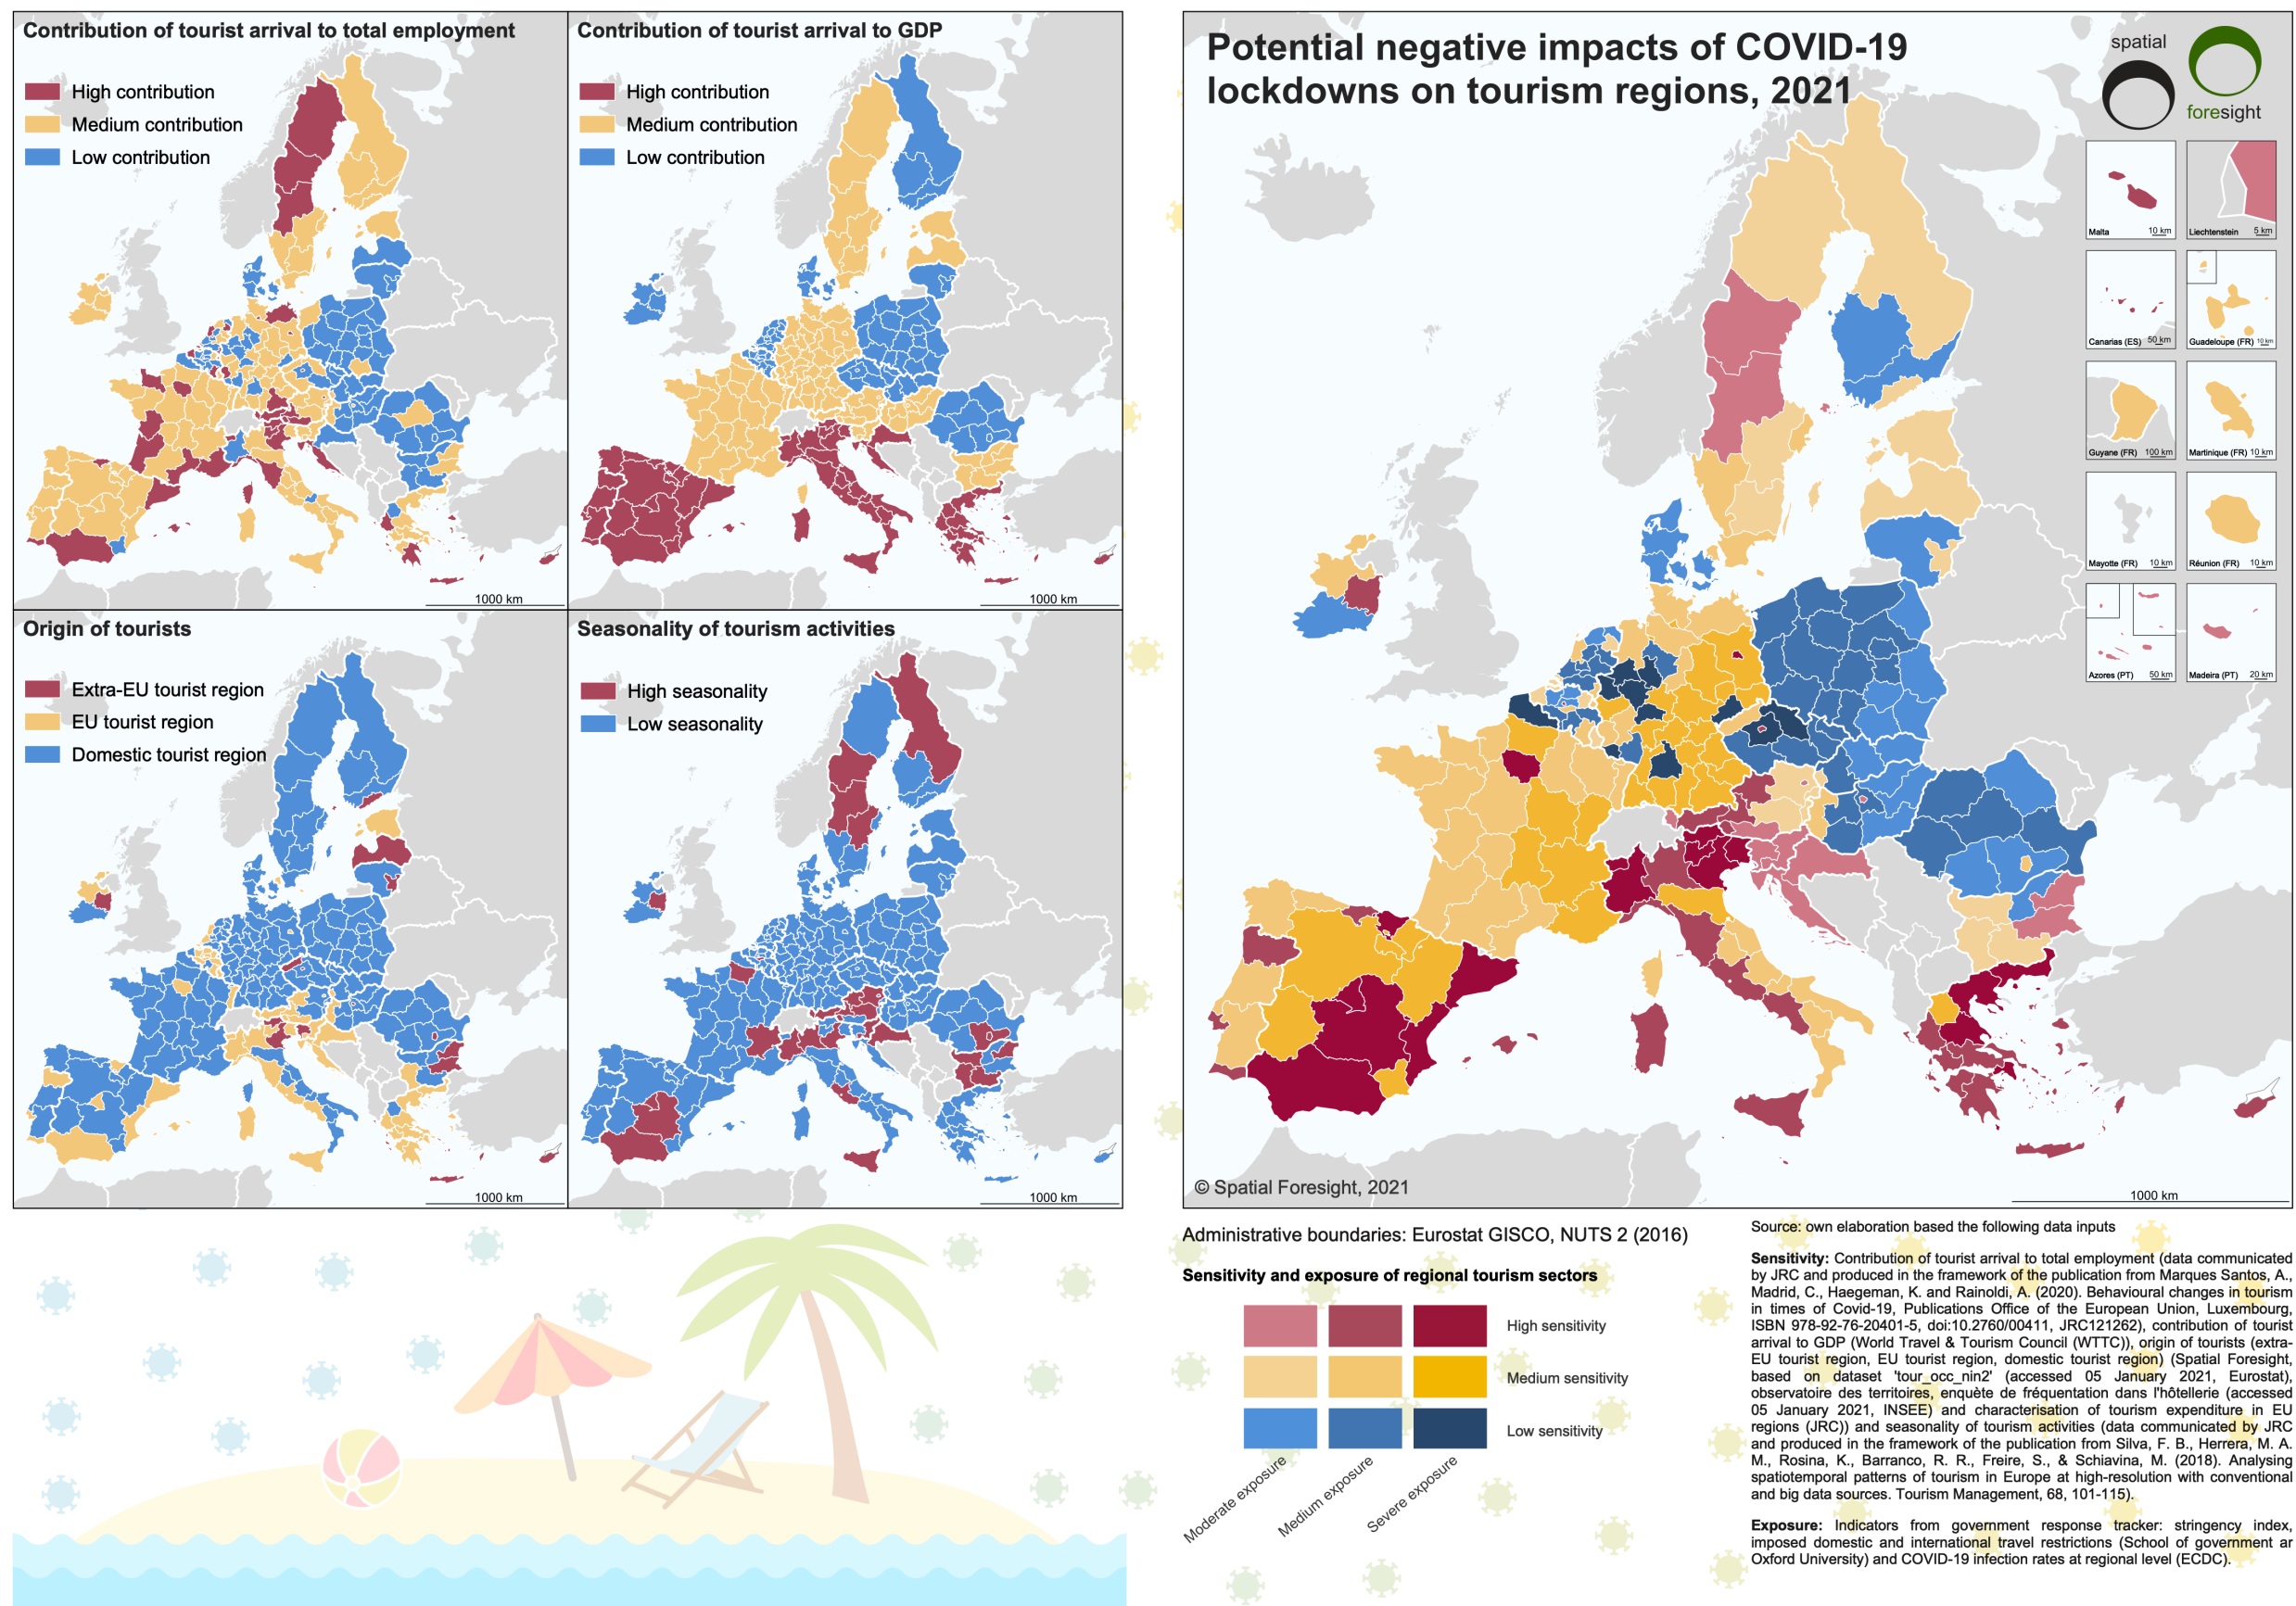 Contribution of tourist arrival to total employment
High contribution
Medium contribution
Low contribution
1000 km
Contribution of tourist arrival to GDP
High contribution
Medium contribution
Low contribution
1000 km
Origin of tourists
Extra-EU tourist region
EU tourist region
Domestic tourist region
1000 km
Seasonality of tourism activities
High seasonality
Low seasonality
1000 km
Potential negative impacts of COVID-19
lockdowns on tourism regions, 2021
spatial
foresight
Malta 10 km
Liechtenstein 5 km
Canarias (ES) 50 km
Guadeloupe (FR) 10 km
Guyane (FR) 100 km
Martinique (FR) 10 km
Mayotte (FR) 10 km
Réunion (FR) 10 km
Azores (PT) 50 km
Madeira (PT) 20 km
© Spatial Foresight, 2021
1000 km
Administrative boundaries: Eurostat GISCO, NUTS 2 (2016)
Sensitivity and exposure of regional tourism sectors
High sensitivity
Medium sensitivity
Low sensitivity
Moderate exposure
Medium exposure
Severe exposure
Source: own elaboration based the following data inputs
Sensitivity: Contribution of tourist arrival to total employment (data communicated
by JRC and produced in the framework of the publication from Marques Santos, A.,
Madrid, C., Haegeman, K. and Rainoldi, A. (2020). Behavioural changes in tourism
in times of Covid-19, Publications Office of the European Union, Luxembourg,
ISBN 978-92-76-20401-5, doi:10.2760/00411, JRC121262), contribution of tourist
arrival to GDP (World Travel & Tourism Council (WTTC)), origin of tourists (extra-
EU tourist region, EU tourist region, domestic tourist region) (Spatial Foresight,
based on dataset 'tour_occ_nin2' (accessed 05 January 2021, Eurostat),
observatoire des territoires, enquète de fréquentation dans l'hôtellerie (accessed
05 January 2021, INSEE) and characterisation of tourism expenditure in EU
regions (JRC)) and seasonality of tourism activities (data communicated by JRC
and produced in the framework of the publication from Silva, F. B., Herrera, M. A.
M., Rosina, K., Barranco, R. R., Freire, S., & Schiavina, M. (2018). Analysing
spatiotemporal patterns of tourism in Europe at high-resolution with conventional
and big data sources. Tourism Management, 68, 101-115).
Exposure: Indicators from government response tracker: stringency index,
imposed domestic and international travel restrictions (School of government ar
Oxford University) and COVID-19 infection rates at regional level (ECDC).